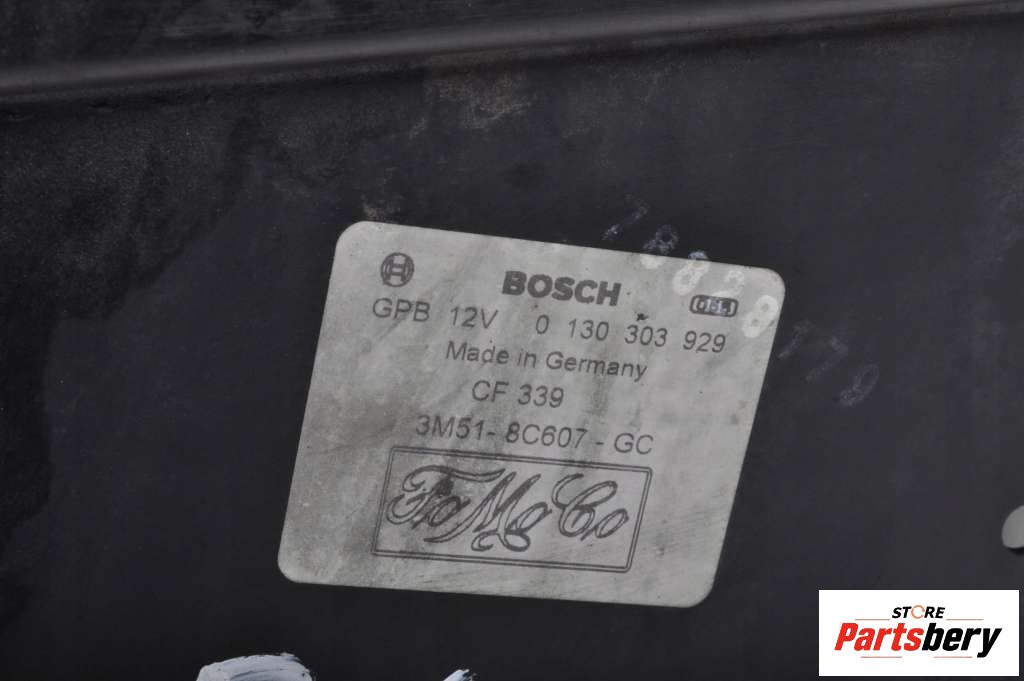 BOSCH
GPB 12V 0 130 303 929
Made in Germany
CF 339
3M51- 8C607 - GC
FoMoCo
STORE
Partsbery